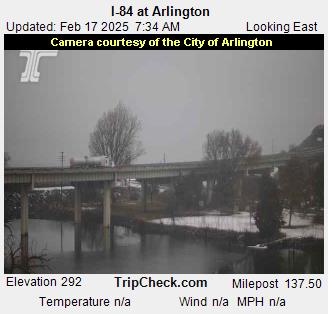 I-84 at Arlington
Updated: Feb 17 2025 7:34 AM Looking East
Camera courtesy of the City of Arlington
Elevation 292 TripCheck.com Milepost 137.50
Temperature n/a Wind n/a MPH n/a